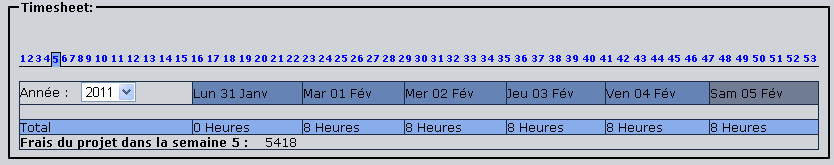 Timesheet:
1 2 3 4 5 6 7 8 9 10 11 12 13 14 15 16 17 18 19 20 21 22 23 24 25 26 27 28 29 30 31 32 33 34 35 36 37 38 39 40 41 42 43 44 45 46 47 48 49 50 51 52 53
Année : 2011 Lun 31 Janv Mar 01 Fév Mer 02 Fév Jeu 03 Fév Ven 04 Fév Sam 05 Fév
Total 0 Heures 8 Heures 8 Heures 8 Heures 8 Heures 8 Heures
Frais du projet dans la semaine 5 : 5418